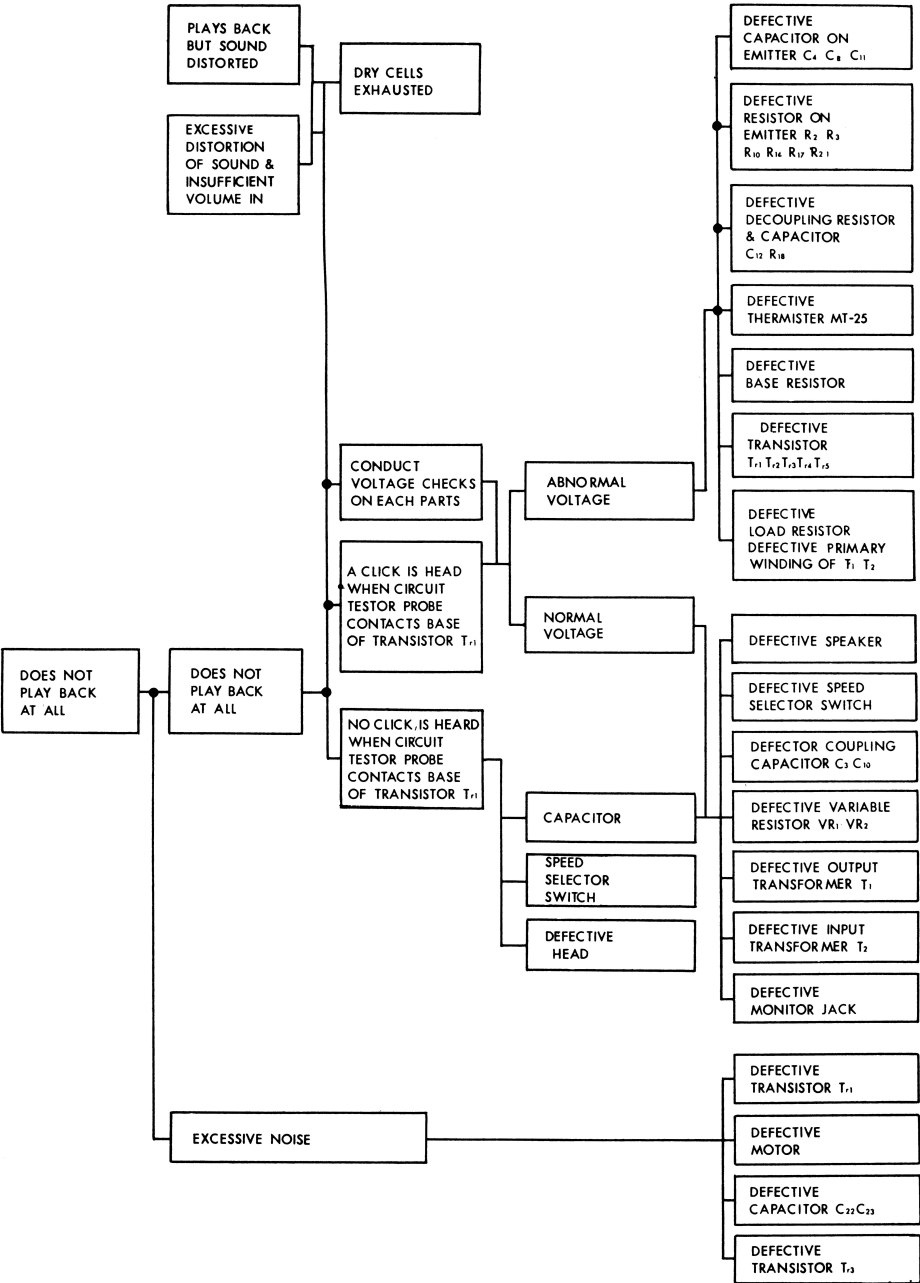 PLAYS BACK
BUT SOUND
DISTORTED
EXCESSIVE
DISTORTION
OF SOUND &
INSUFFICIENT
VOLUME IN
DRY CELLS
EXHAUSTED
DOES NOT
PLAY BACK
AT ALL
DOES NOT
PLAY BACK
AT ALL
CONDUCT
VOLTAGE CHECKS
ON EACH PARTS
A CLICK IS HEAD
WHEN CIRCUIT
TESTOR PROBE
CONTACTS BASE
OF TRANSISTOR Tr1
NO CLICK, IS HEARD
WHEN CIRCUIT
TESTOR PROBE
CONTACTS BASE
OF TRANSISTOR Tr1
ABNORMAL
VOLTAGE
NORMAL
VOLTAGE
CAPACITOR
SPEED
SELECTOR
SWITCH
DEFECTIVE
HEAD
DEFECTIVE
CAPACITOR ON
EMITTER C4 C8 C11
DEFECTIVE
RESISTOR ON
EMITTER R2 R3
R10 R16 R17 R21
DEFECTIVE
DECOUPLING RESISTOR
& CAPACITOR
C12 R18
DEFECTIVE
THERMISTER MT-25
DEFECTIVE
BASE RESISTOR
DEFECTIVE
TRANSISTOR
Tr1 Tr2 Tr3 Tr4 Tr5
DEFECTIVE
LOAD RESISTOR
DEFECTIVE PRIMARY
WINDING OF T1 T2
DEFECTIVE SPEAKER
DEFECTIVE SPEED
SELECTOR SWITCH
DEFECTOR COUPLING
CAPACITOR C3 C10
DEFECTIVE VARIABLE
RESISTOR VR1 VR2
DEFECTIVE OUTPUT
TRANSFORMER T1
DEFECTIVE INPUT
TRANSFORMER T2
DEFECTIVE
MONITOR JACK
EXCESSIVE NOISE
DEFECTIVE
TRANSISTOR Tr1
DEFECTIVE
MOTOR
DEFECTIVE
CAPACITOR C22 C23
DEFECTIVE
TRANSISTOR Tr3